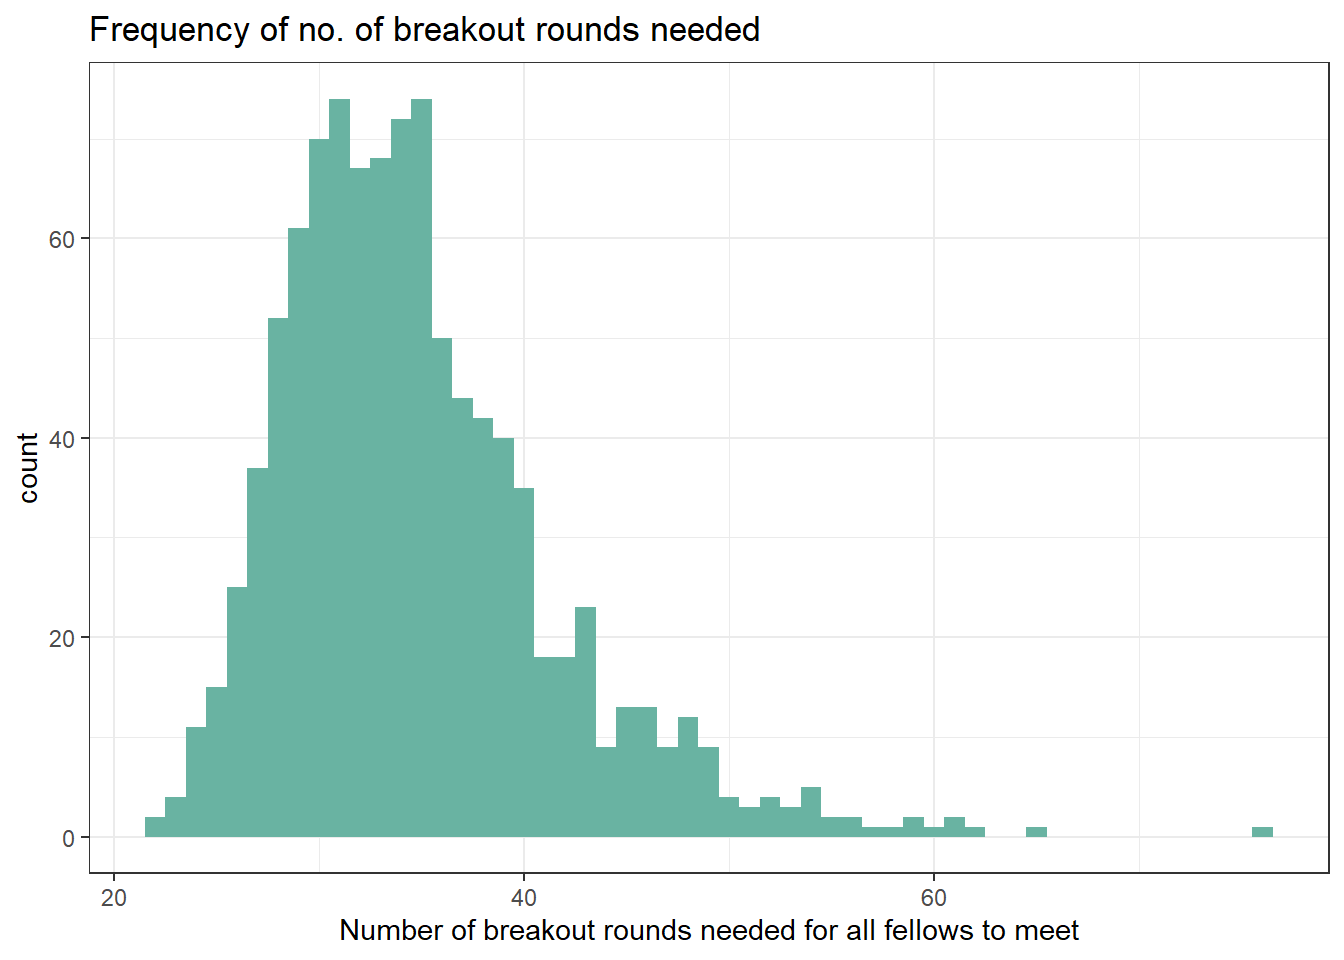 Frequency of no. of breakout rounds needed
count
60
40
20
0
20 40 60
Number of breakout rounds needed for all fellows to meet